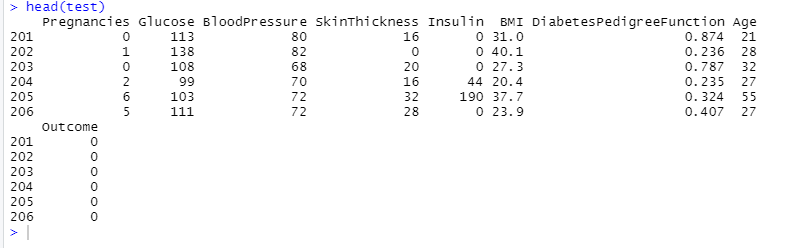 > head(test)
    Pregnancies Glucose BloodPressure SkinThickness Insulin  BMI DiabetesPedigreeFunction Age
201           0     113            80            16       0 31.0                    0.874  21
202           1     138            82             0       0 40.1                    0.236  28
203           0     108            68            20       0 27.3                    0.787  32
204           2      99            70            16      44 20.4                    0.235  27
205           6     103            72            32     190 37.7                    0.324  55
206           5     111            72            28       0 23.9                    0.407  27
    Outcome
201       0
202       0
203       0
204       0
205       0
206       0
>